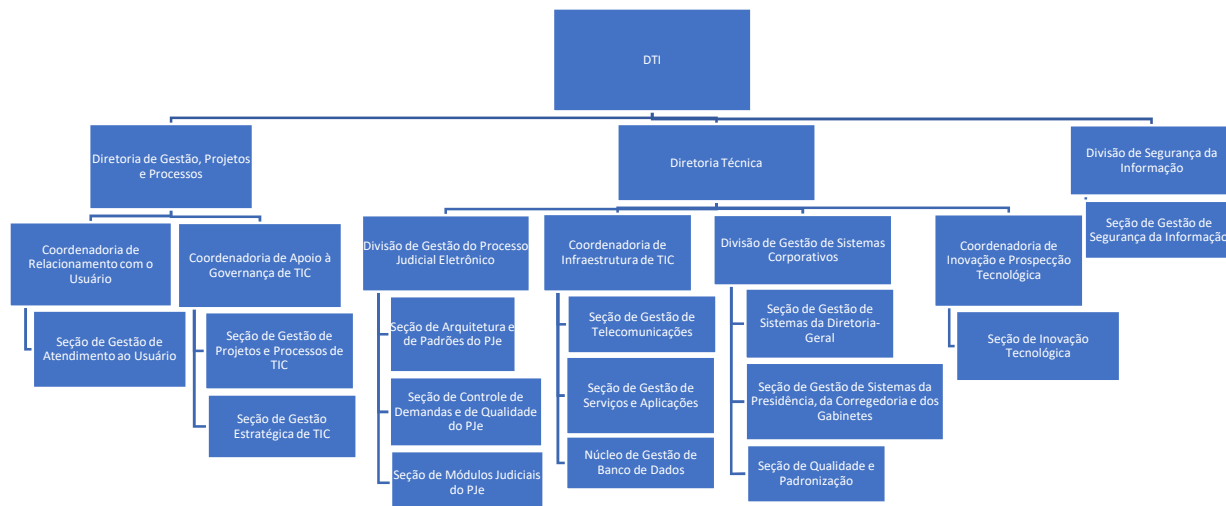 DTI
Diretoria de Gestão, Projetos
e Processos
Diretoria Técnica
Divisão de Segurança da
Informação
Seção de Gestão de
Segurança da Informação
Coordenadoria de
Relacionamento com o
Usuário
Coordenadoria de Apoio à
Governança de TIC
Divisão de Gestão do Processo
Judicial Eletrônico
Coordenadoria de
Infraestrutura de TIC
Divisão de Gestão de Sistemas
Corporativos
Coordenadoria de
Inovação e Prospecção
Tecnológica
Seção de Gestão de
Atendimento ao Usuário
Seção de Gestão de
Projetos e Processos de
TIC
Seção de Gestão
Estratégica de TIC
Seção de Arquitetura e
de Padrões do PJe
Seção de Controle de
Demandas e de Qualidade
do PJe
Seção de Módulos Judiciais
do PJe
Seção de Gestão de
Telecomunicações
Seção de Gestão de
Serviços e Aplicações
Núcleo de Gestão de
Banco de Dados
Seção de Gestão de
Sistemas da Diretoria-
Geral
Seção de Gestão de Sistemas da
Presidência, da Corregedoria e dos
Gabinetes
Seção de Qualidade e
Padronização
Seção de Inovação
Tecnológica